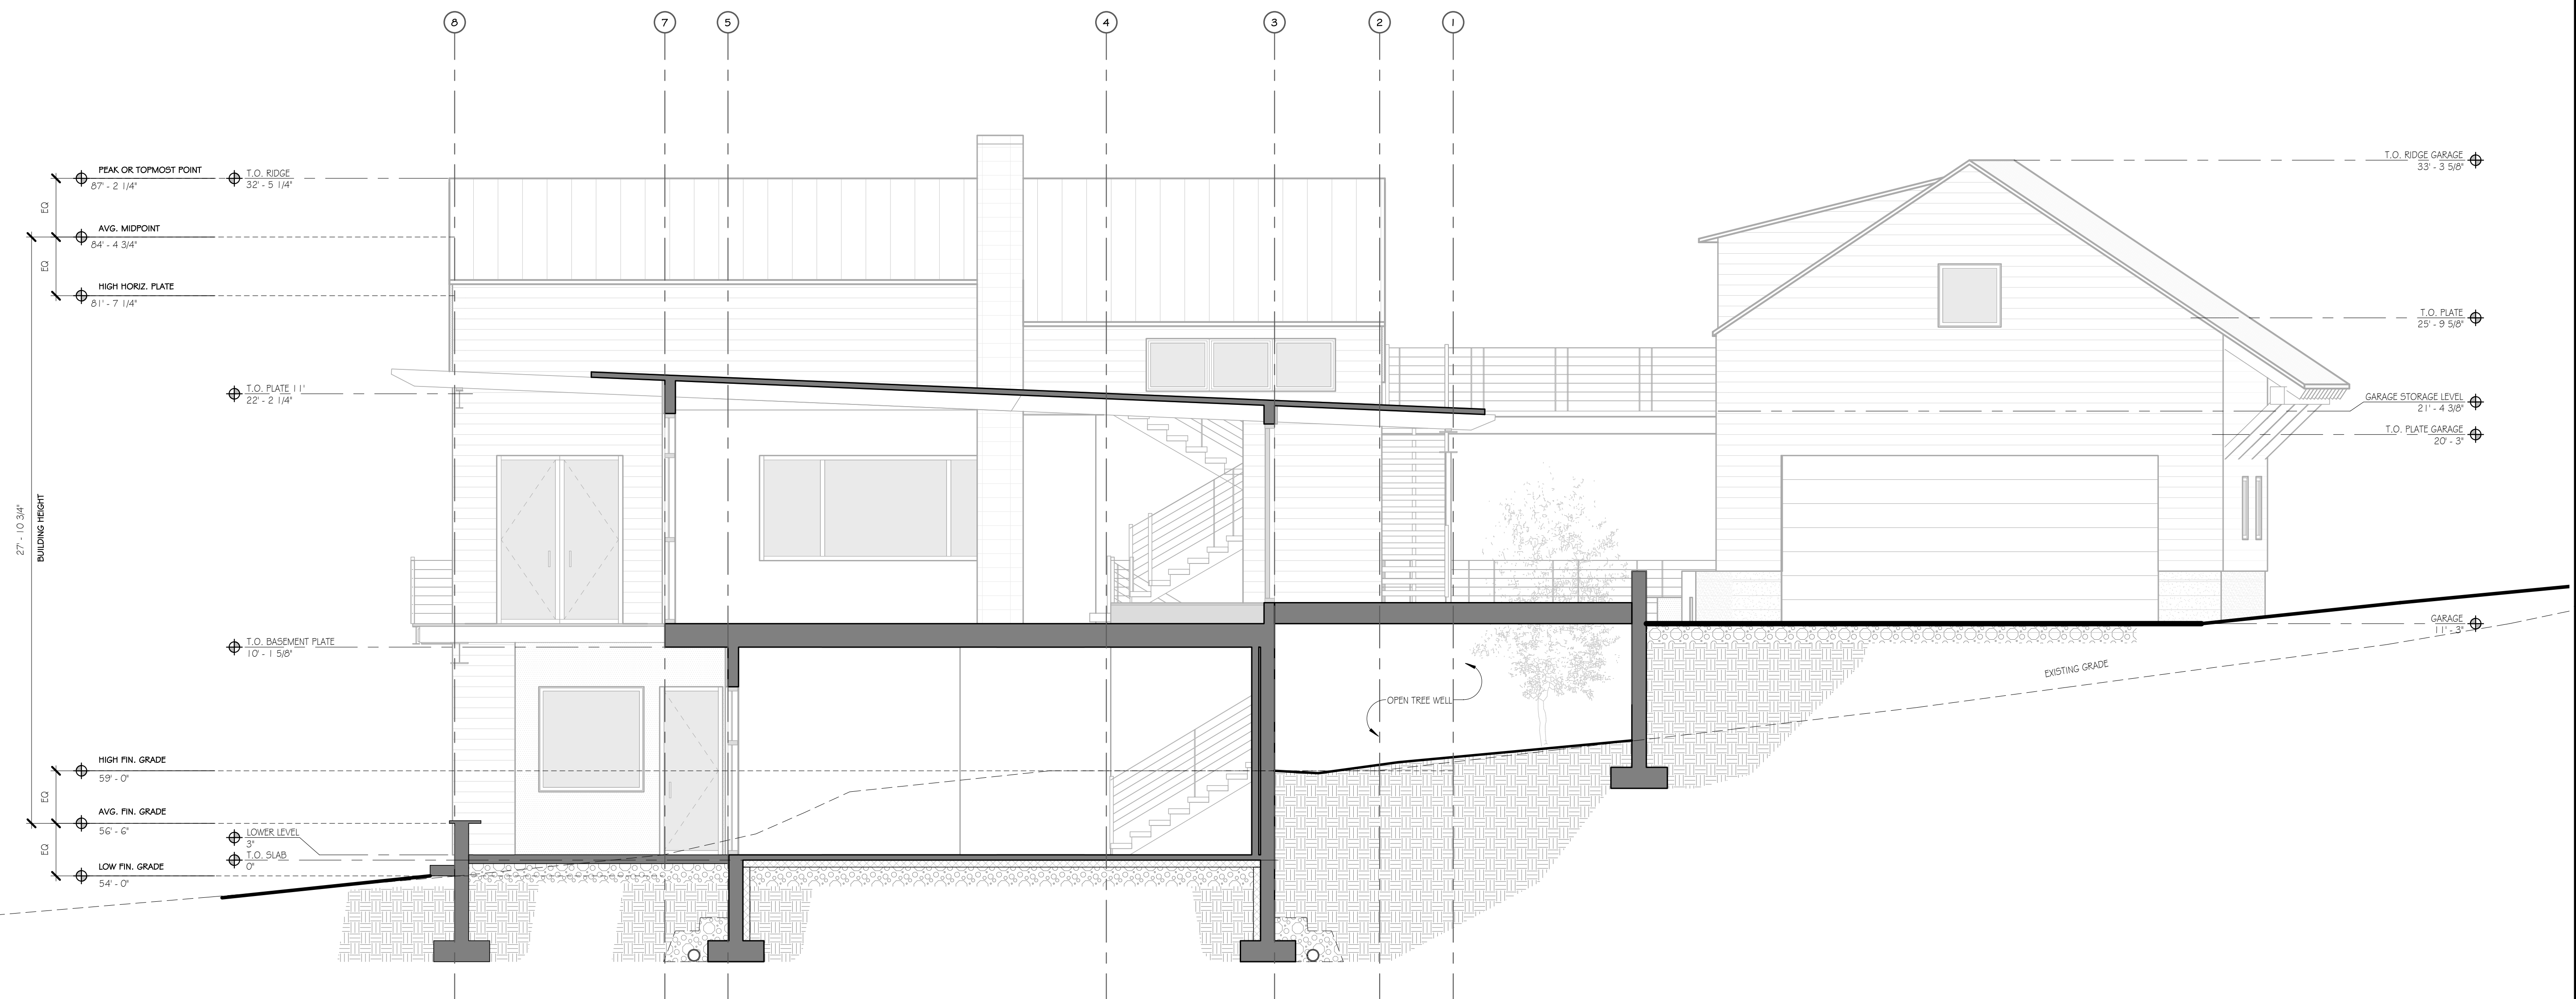 8
7
5
4
3
2
1
PEAK OR TOPMOST POINT
87' - 2 1/4"
T.O. RIDGE
32' - 5 1/4"
EQ
AVG. MIDPOINT
84' - 4 3/4"
EQ
HIGH HORIZ. PLATE
81' - 7 1/4"
T.O. PLATE 11'
22' - 2 1/4"
27' - 10 3/4"
BUILDING HEIGHT
T.O. BASEMENT PLATE
10' - 1 5/8"
HIGH FIN. GRADE
59' - 0"
EQ
AVG. FIN. GRADE
56' - 6"
EQ
LOWER LEVEL
3"
T.O. SLAB
0"
LOW FIN. GRADE
54' - 0"
OPEN TREE WELL
EXISTING GRADE
T.O. RIDGE GARAGE
33' - 3 5/8"
T.O. PLATE
25' - 9 5/8"
GARAGE STORAGE LEVEL
21' - 4 3/8"
T.O. PLATE GARAGE
20' - 3"
GARAGE
11' - 3"